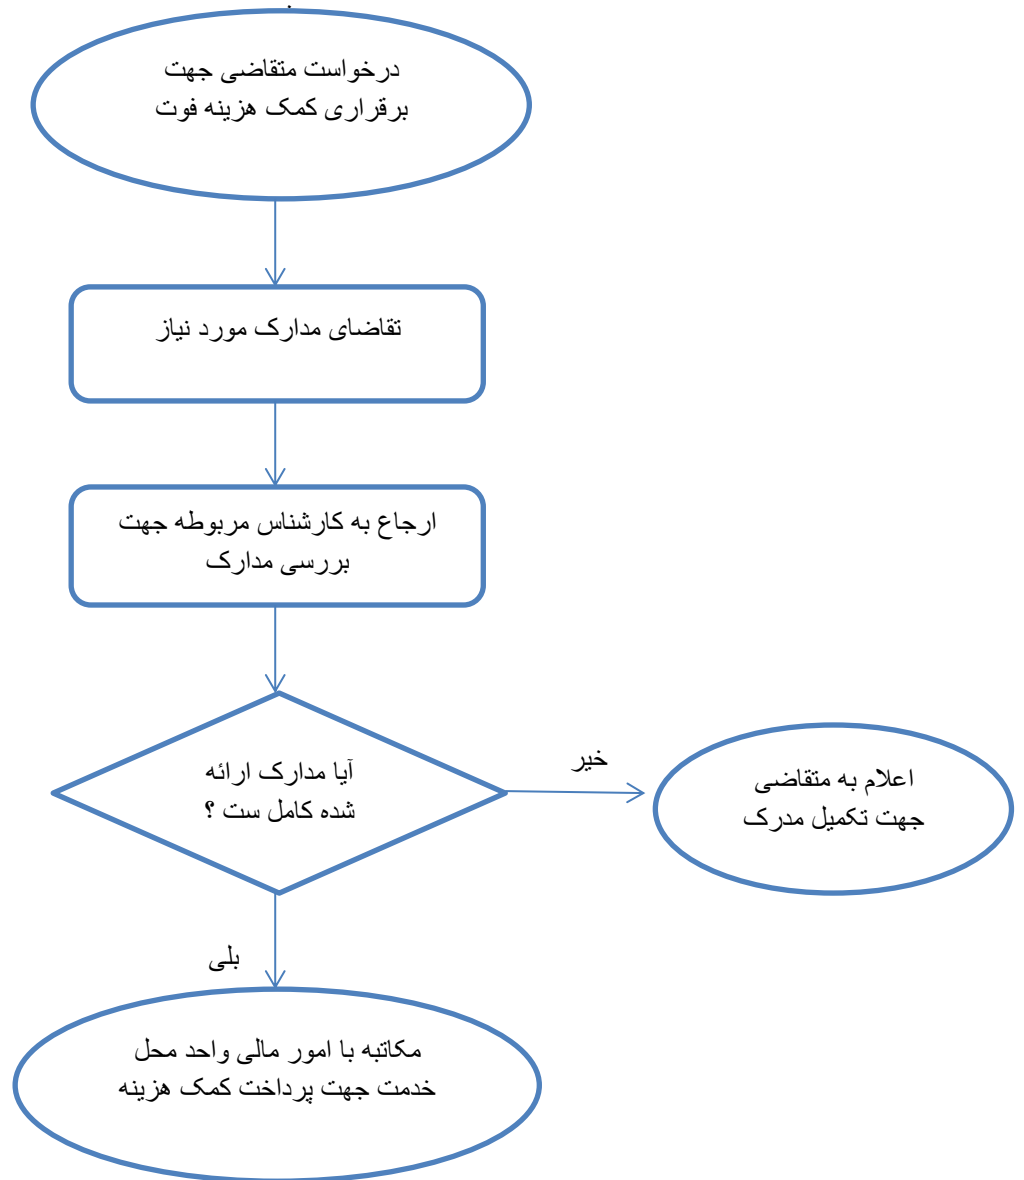 درخواست متقاضی جهت
برقراری کمک هزینه فوت
تقاضای مدارک مورد نیاز
ارجاع به کارشناس مربوطه جهت
بررسی مدارک
آیا مدارک ارائه
شده کامل ست ؟
خیر
اعلام به متقاضی
جهت تکمیل مدرک
بلی
مکاتبه با امور مالی واحد محل
خدمت جهت پرداخت کمک هزینه